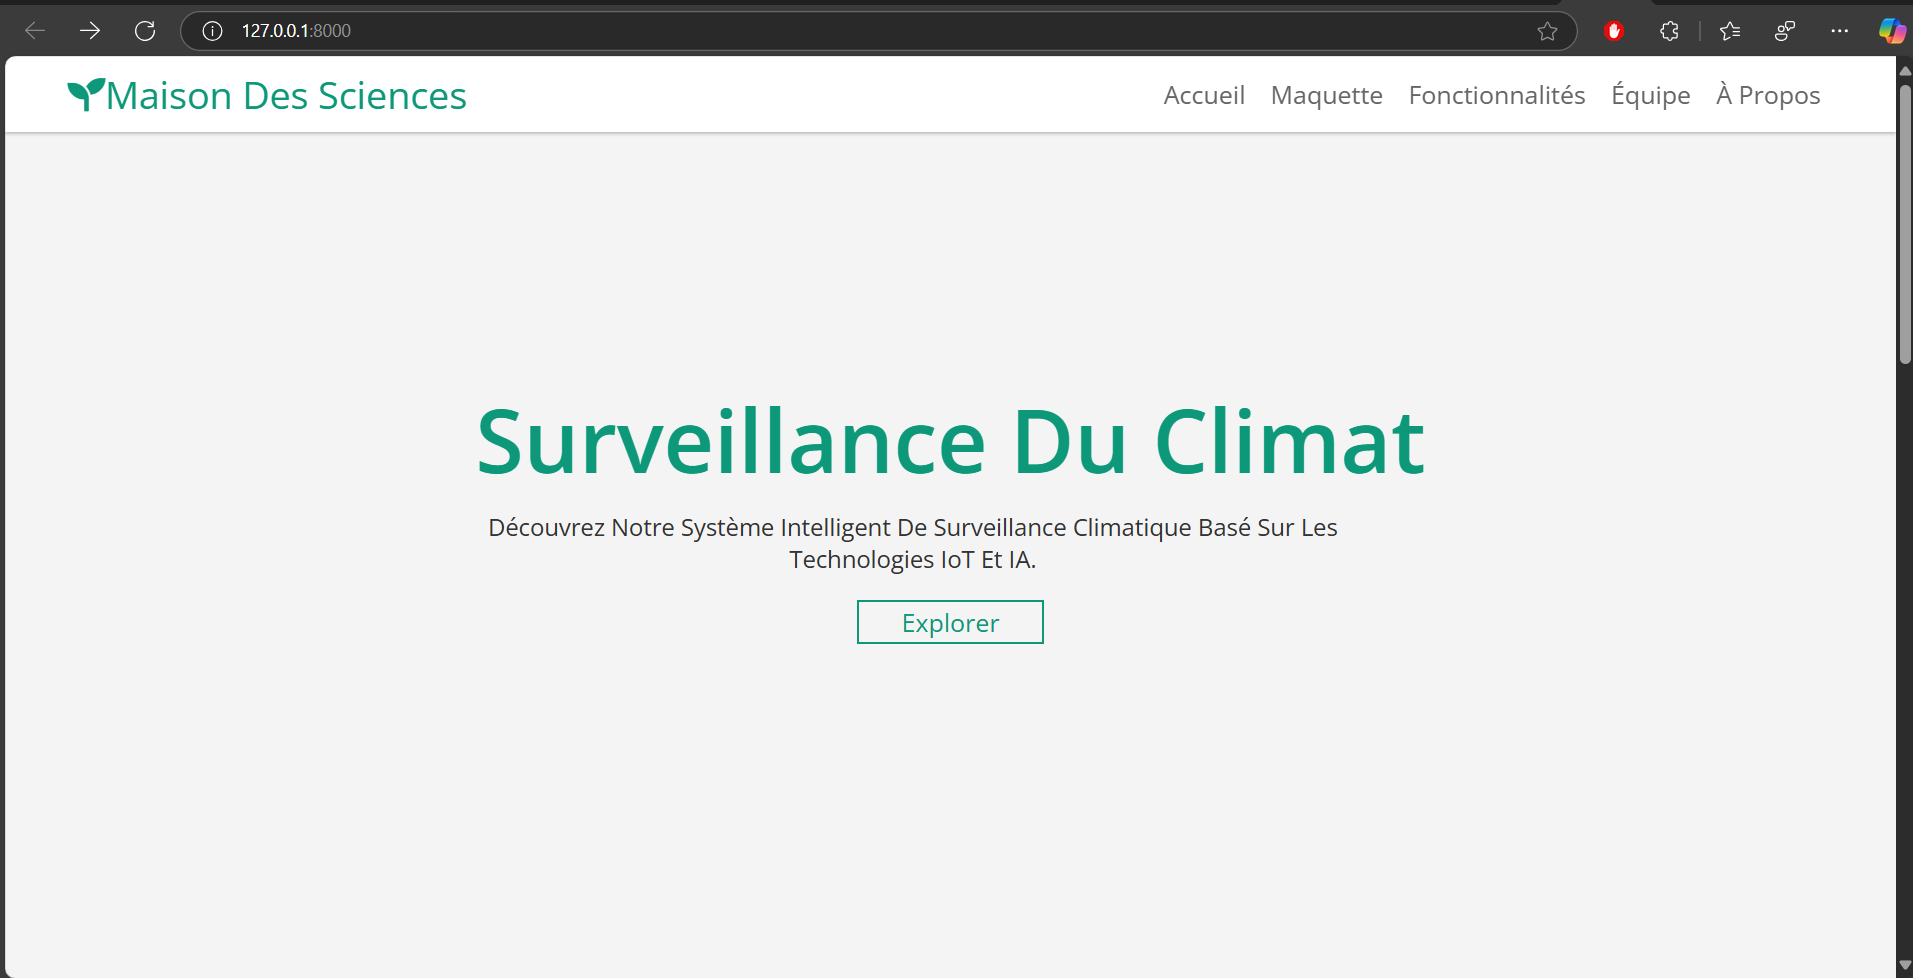 127.0.0.1:8000
Maison Des Sciences
Accueil Maquette Fonctionnalités Équipe À Propos
Surveillance Du Climat
Découvrez Notre Système Intelligent De Surveillance Climatique Basé Sur Les
Technologies IoT Et IA.
Explorer